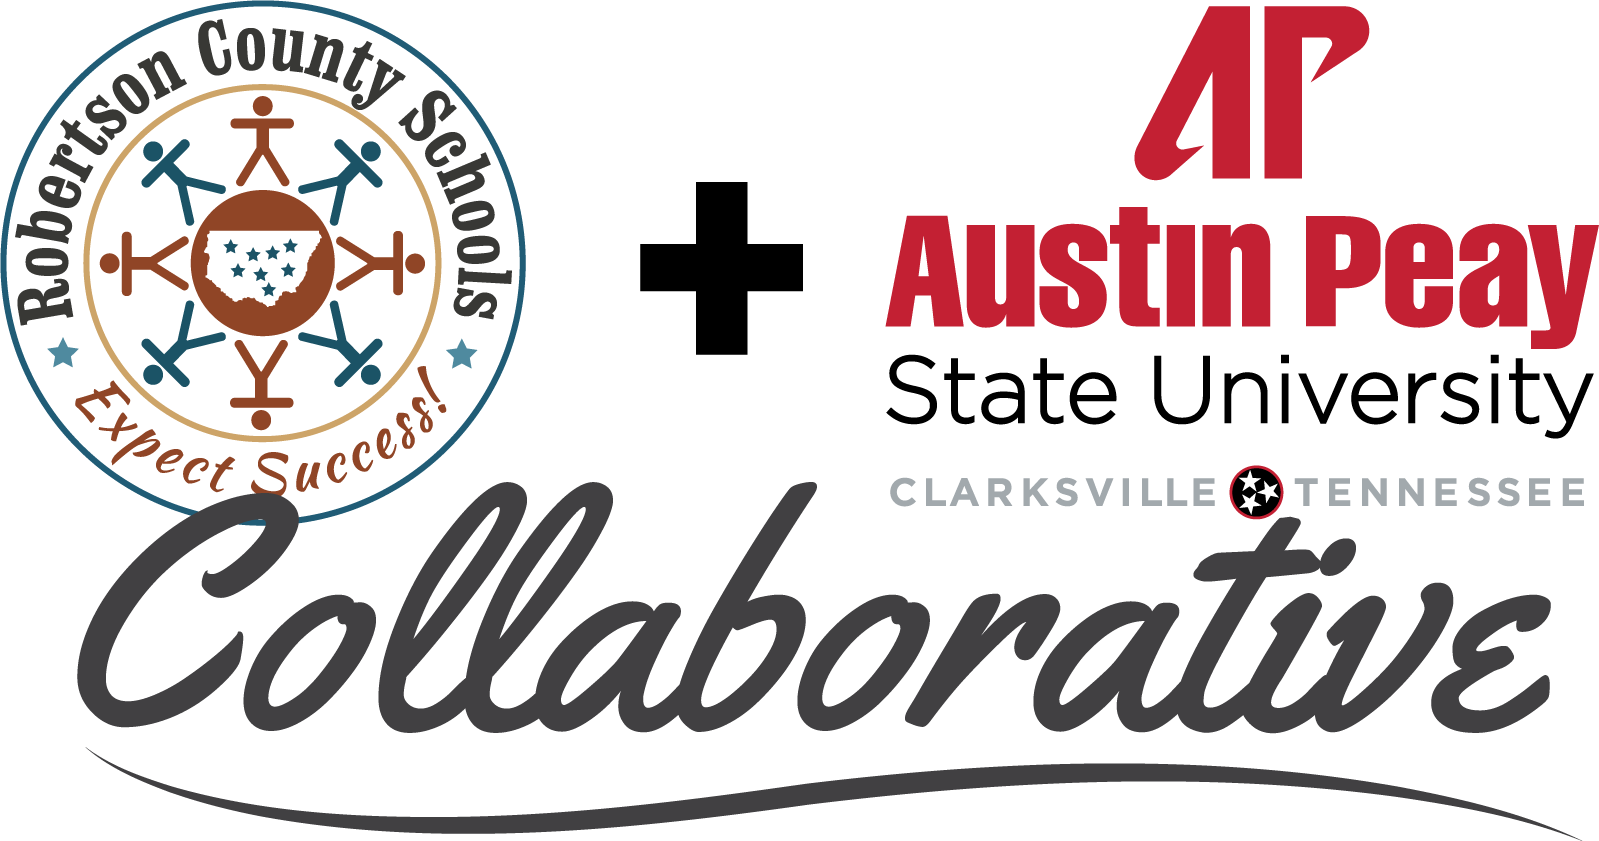 Robertson County Schools
Expect Success!
AP
Austin Peay
State University
CLARKSVILLE TENNESSEE
Collaborative